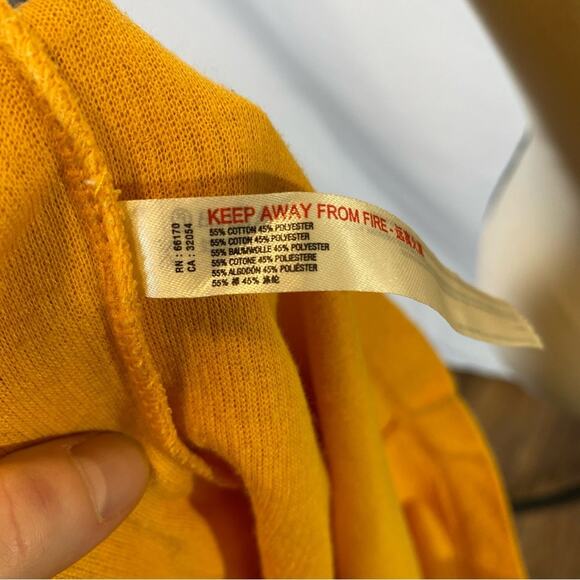 KEEP AWAY FROM FIRE - 远离火源
55% COTTON 45% POLYESTER
55% COTON 45% POLYESTER
55% BAUMWOLLE 45% POLYESTER
55% COTONE 45% POLIESTERE
55% ALGODÓN 45% POLIÉSTER
55% 棉 45% 涤纶
RN : 66170
CA : 32054